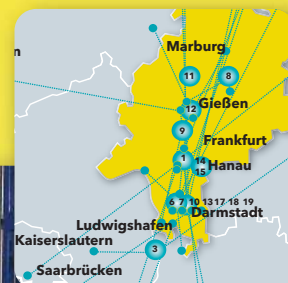 Marburg
n
11 8
12 Gießen
9
Frankfurt
1 14 Hanau
15
6 7 10 13 17 18 19
Darmstadt
Ludwigshafen
Kaiserslautern
3
Saarbrücken